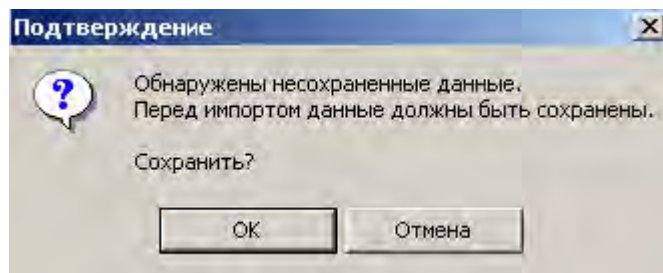 Подтверждение
Обнаружены несохраненные данные.
Перед импортом данные должны быть сохранены.
Сохранить?
OK
Отмена